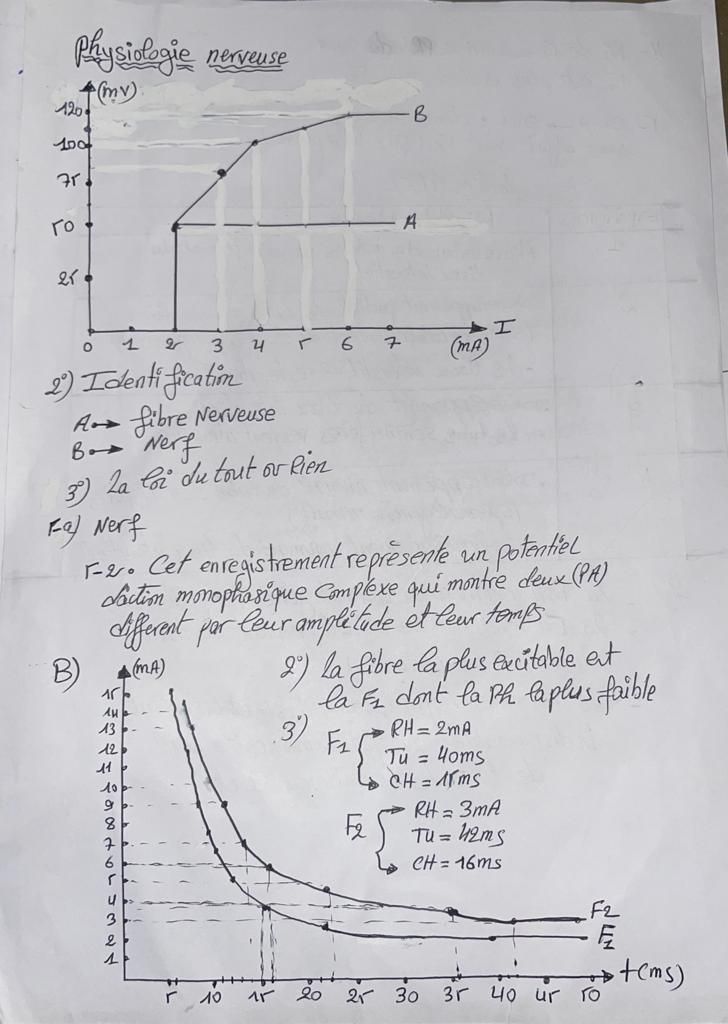 Physiologie nerveuse
(mv)
120
100
75
50
25
B
A
0 1 2 3 4 5 6 7
I
(mA)
2°) Identification
A → fibre Nerveuse
B → Nerf
3°) La loi du tout ou Rien
5-a) Nerf
5-2. Cet enregistrement représente un potentiel
d'action monophasique Complexe qui montre deux (PA)
different par leur amplitude et leur temps
B)
(mA)
2°) la fibre la plus excitable est
la F1 dont la Rh la plus faible
3°)
F1
RH = 2mA
Tu = 40ms
CH = 15ms
F2
RH = 3mA
Tu = 42ms
CH = 16ms
15
14
13
12
11
10
9
8
7
6
5
4
3
2
1
F2
F1
5 10 15 20 25 30 35 40 45 50
t(ms)